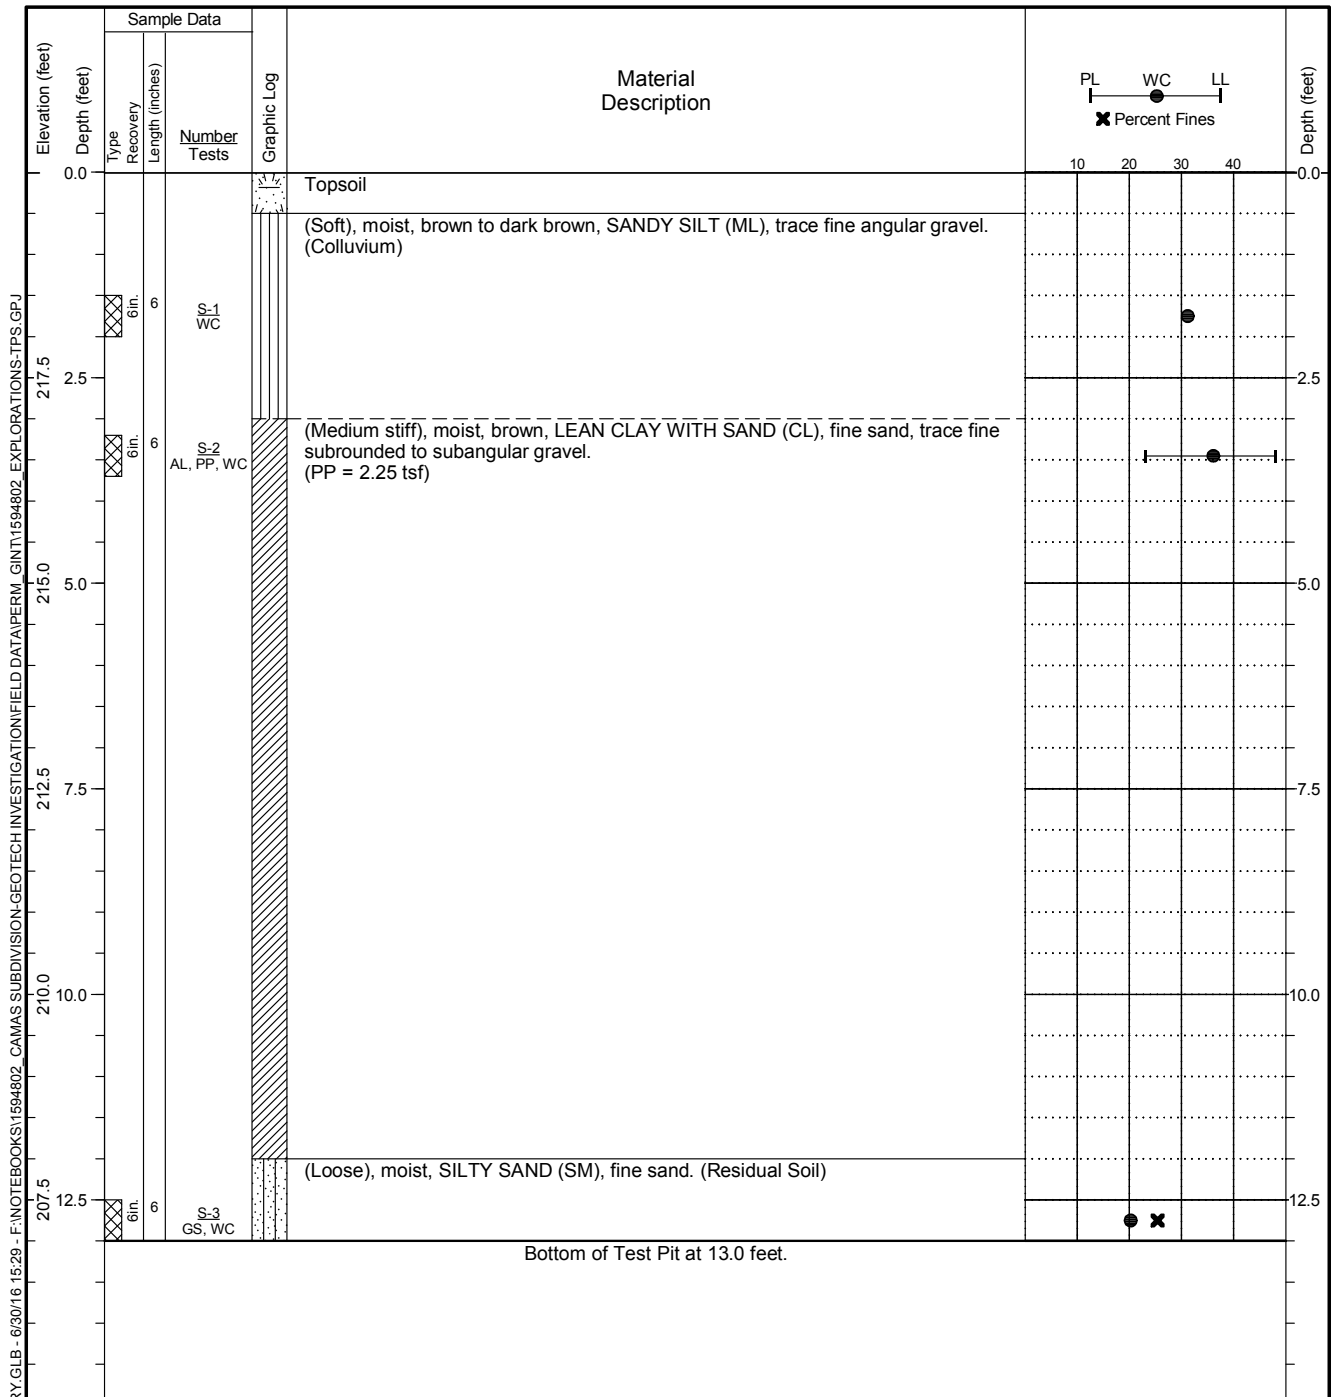 Sample Data
Elevation (feet)
Depth (feet)
Type
Recovery
Length (inches)
Number
Tests
Graphic Log
Material
Description
PL WC LL
Percent Fines
Depth (feet)
10 20 30 40
0.0
0.0
Topsoil
(Soft), moist, brown to dark brown, SANDY SILT (ML), trace fine angular gravel.
(Colluvium)
6in. 6 S-1
WC
217.5 2.5
2.5
(Medium stiff), moist, brown, LEAN CLAY WITH SAND (CL), fine sand, trace fine
subrounded to subangular gravel.
(PP = 2.25 tsf)
6in. 6 S-2
AL, PP, WC
215.0 5.0
5.0
212.5 7.5
7.5
210.0 10.0
10.0
(Loose), moist, SILTY SAND (SM), fine sand. (Residual Soil)
207.5 12.5
12.5
6in. 6 S-3
GS, WC
Bottom of Test Pit at 13.0 feet.
RY.GLB - 6/30/16 15:29 - F:\NOTEBOOKS\1594802_CAMAS SUBDIVISION-GEOTECH INVESTIGATION\FIELD DATA\PERM_GINT\1594802_EXPLORATIONS-TPS.GPJ